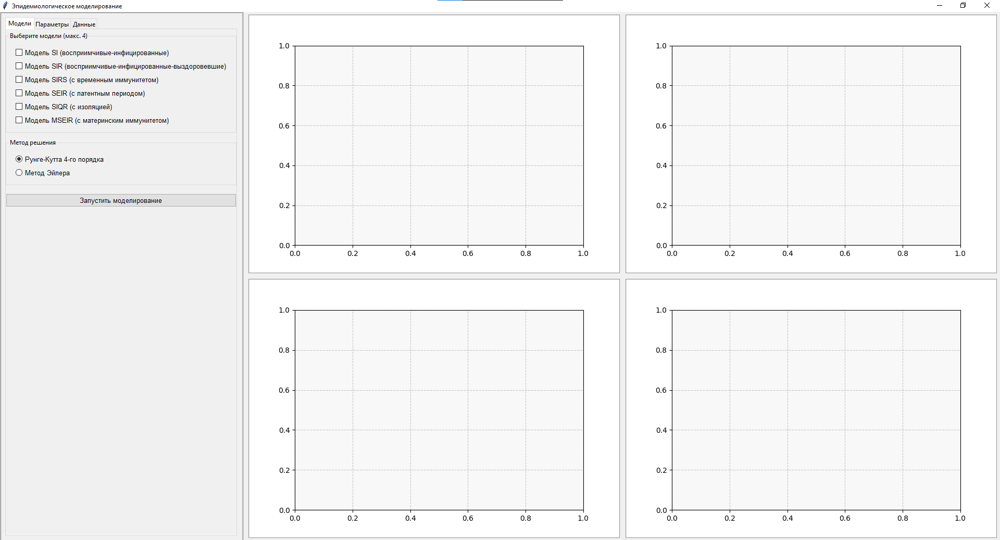 Эпидемиологическое моделирование
Модели Параметры Данные
Выберите модели (макс. 4)
Модель SI (восприимчивые-инфицированные)
Модель SIR (восприимчивые-инфицированные-выздоровевшие)
Модель SIRS (с временным иммунитетом)
Модель SEIR (с латентным периодом)
Модель SIQR (с изоляцией)
Модель MSEIR (с материнским иммунитетом)
Метод решения
Рунге-Кутта 4-го порядка
Метод Эйлера
Запустить моделирование
1.0
0.8
0.6
0.4
0.2
0.0
0.0 0.2 0.4 0.6 0.8 1.0
1.0
0.8
0.6
0.4
0.2
0.0
0.0 0.2 0.4 0.6 0.8 1.0
1.0
0.8
0.6
0.4
0.2
0.0
0.0 0.2 0.4 0.6 0.8 1.0
1.0
0.8
0.6
0.4
0.2
0.0
0.0 0.2 0.4 0.6 0.8 1.0